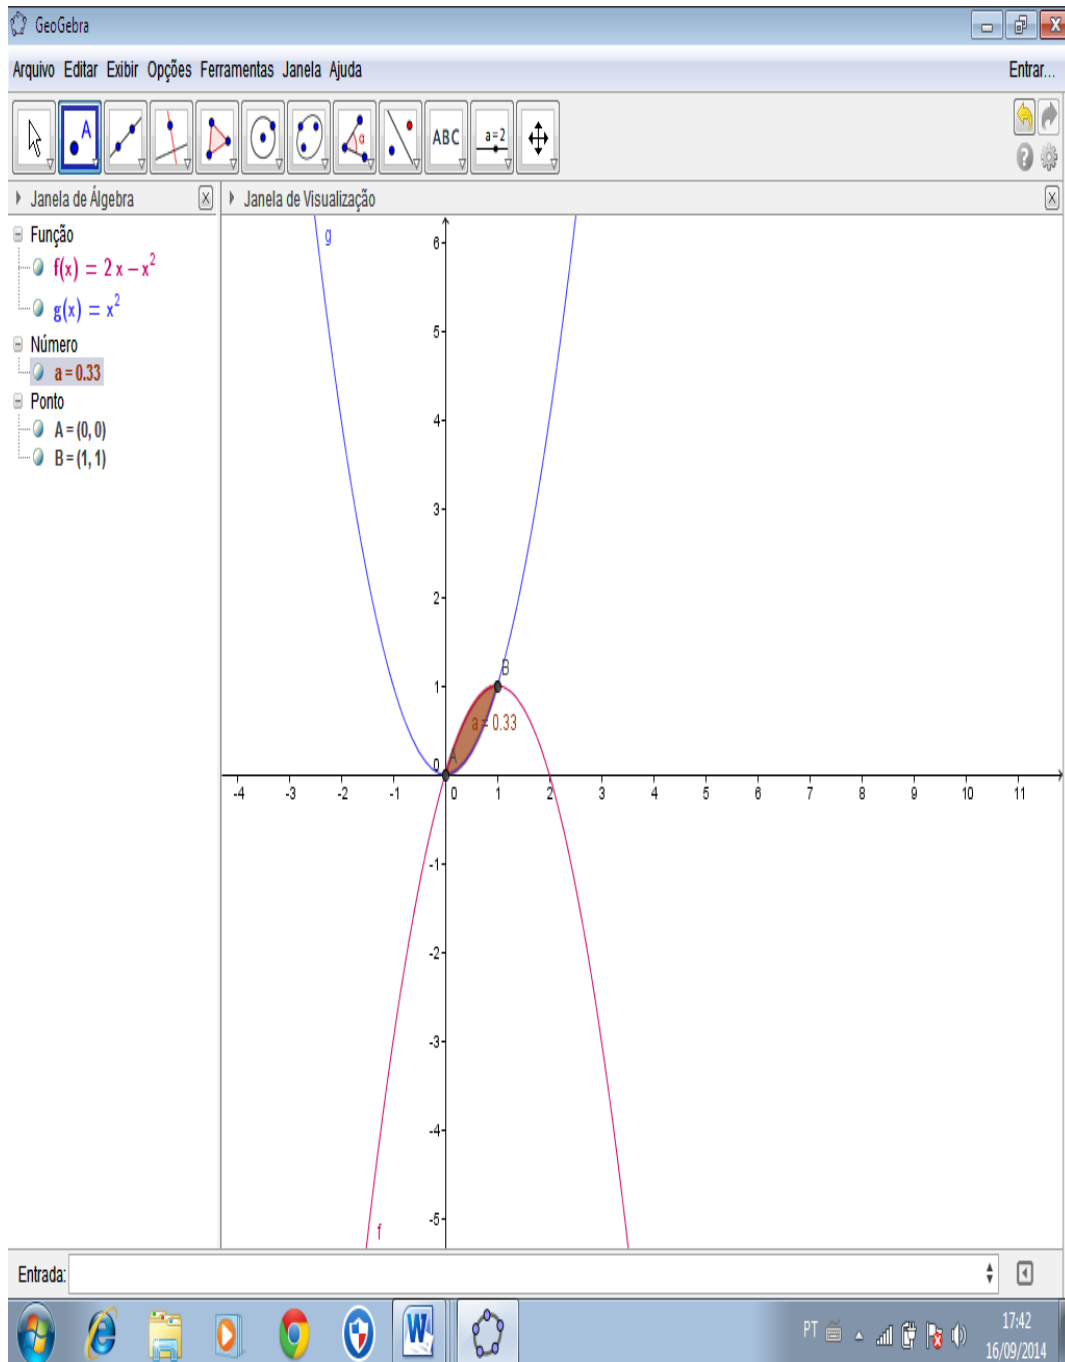 GeoGebra
Arquivo Editar Exibir Opções Ferramentas Janela Ajuda Entrar...
A α ABC a=2
Janela de Álgebra
Janela de Visualização
Função
f(x) = 2 x − x²
g(x) = x²
Número
a = 0.33
Ponto
A = (0, 0)
B = (1, 1)
g
6
5
4
3
2
B
1
a = 0.33
A
0
-4 -3 -2 -1 0 1 2 3 4 5 6 7 8 9 10 11
-1
-2
-3
-4
-5
f
Entrada:
W
PT
17:42
16/09/2014